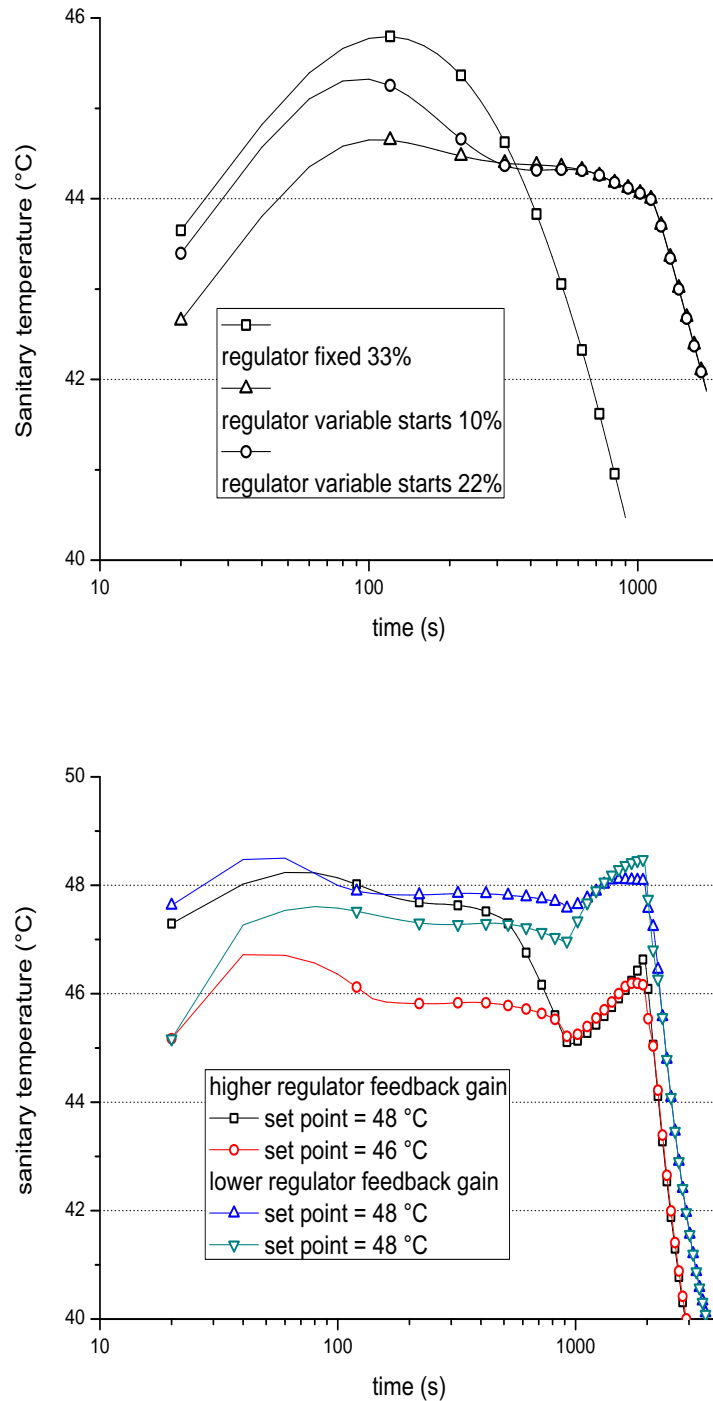 46
44
42
40
Sanitary temperature (°C)
regulator fixed 33%
regulator variable starts 10%
regulator variable starts 22%
10
100
1000
time (s)
50
48
46
44
42
40
sanitary temperature (°C)
higher regulator feedback gain
set point = 48 °C
set point = 46 °C
lower regulator feedback gain
set point = 48 °C
set point = 48 °C
10
100
1000
time (s)